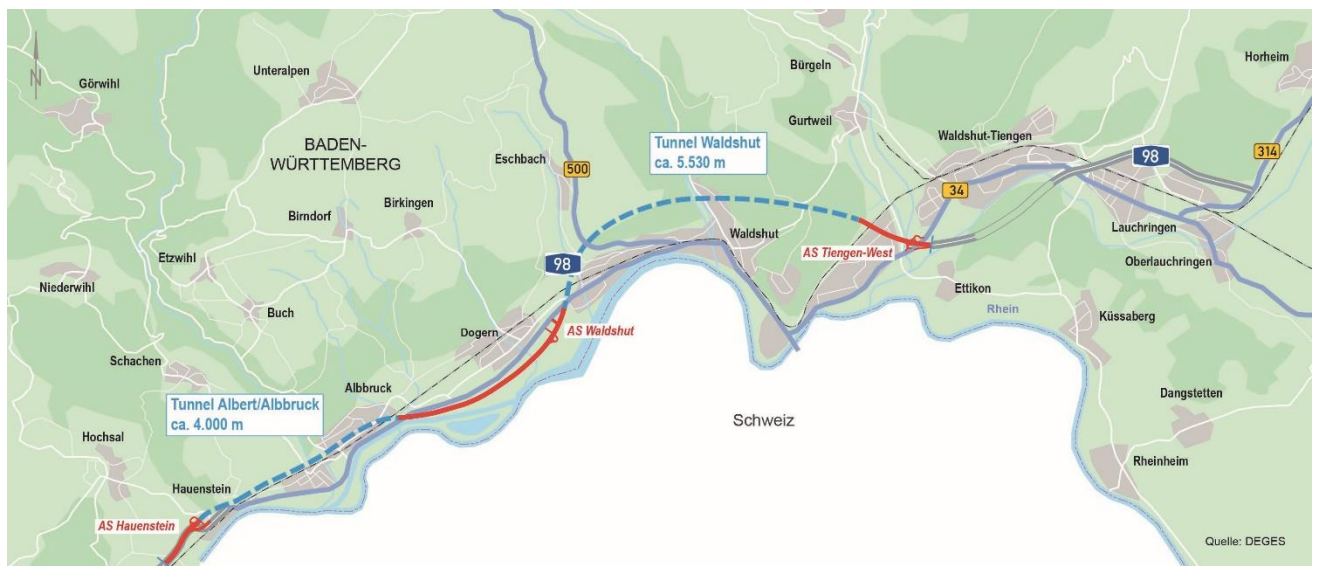 N
Görwihl
Unteralpen
BADEN-
WÜRTTEMBERG
Eschbach
500
Tunnel Waldshut
ca. 5.530 m
Bürgeln
Gurtweil
Waldshut-Tiengen
98
314
Horheim
34
Birndorf
Birkingen
Waldshut
AS Tiengen-West
Lauchringen
Oberlauchringen
Etzwihl
Niederwihl
Buch
98
Ettikon
Rhein
Küssaberg
Dogern
AS Waldshut
Schachen
Albbruck
Tunnel Albert/Albbruck
ca. 4.000 m
Schweiz
Dangstetten
Hochsal
Rheinheim
Hauenstein
AS Hauenstein
Quelle: DEGES